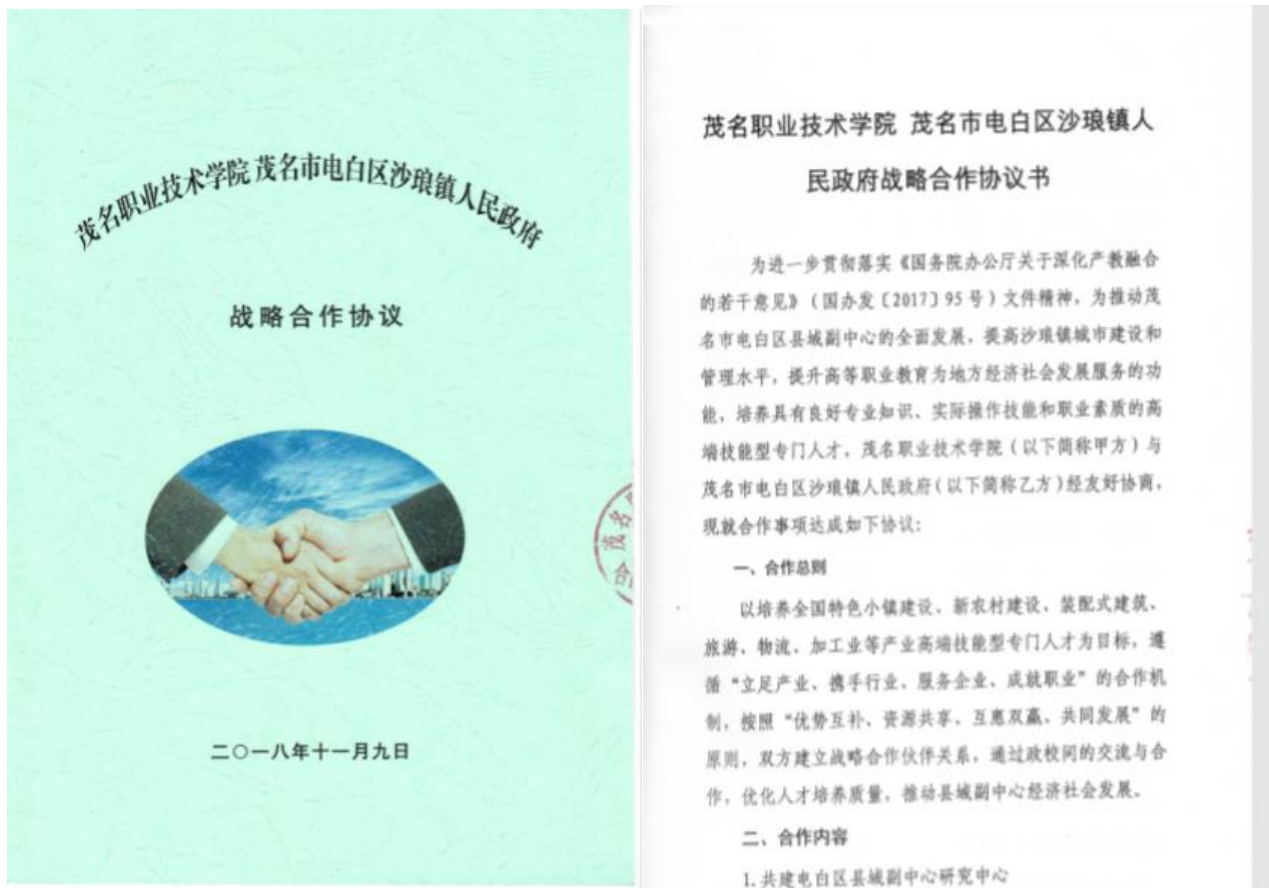 茂名职业技术学院 茂名市电白区沙琅镇人民政府
战略合作协议
二〇一八年十一月九日
茂名职业技术学院 茂名市电白区沙琅镇人
民政府战略合作协议书
为进一步贯彻落实《国务院办公厅关于深化产教融合
的若干意见》（国办发〔2017〕95号）文件精神，为推动茂
名市电白区县域副中心的全面发展，提高沙琅镇城市建设和
管理水平，提升高等职业教育为地方经济社会发展服务的功
能，培养具有良好专业知识、实际操作技能和职业素质的高
端技能型专门人才，茂名职业技术学院（以下简称甲方）与
茂名市电白区沙琅镇人民政府（以下简称乙方）经友好协商，
现就合作事项达成如下协议：
一、合作总则
以培养全国特色小镇建设、新农村建设、装配式建筑、
旅游、物流、加工业等产业高端技能型专门人才为目标，遵
循“立足产业、携手行业、服务企业、成就职业”的合作机
制，按照“优势互补、资源共享、互惠双赢、共同发展”的
原则，双方建立战略合作伙伴关系，通过政校间的交流与合
作，优化人才培养质量，推动县域副中心经济社会发展。
二、合作内容
1.共建电白区县域副中心研究中心